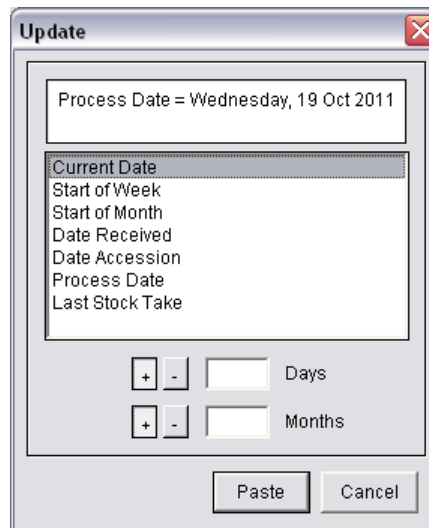 Update
Process Date = Wednesday, 19 Oct 2011
Current Date
Start of Week
Start of Month
Date Received
Date Accession
Process Date
Last Stock Take
+ - Days
+ - Months
Paste Cancel